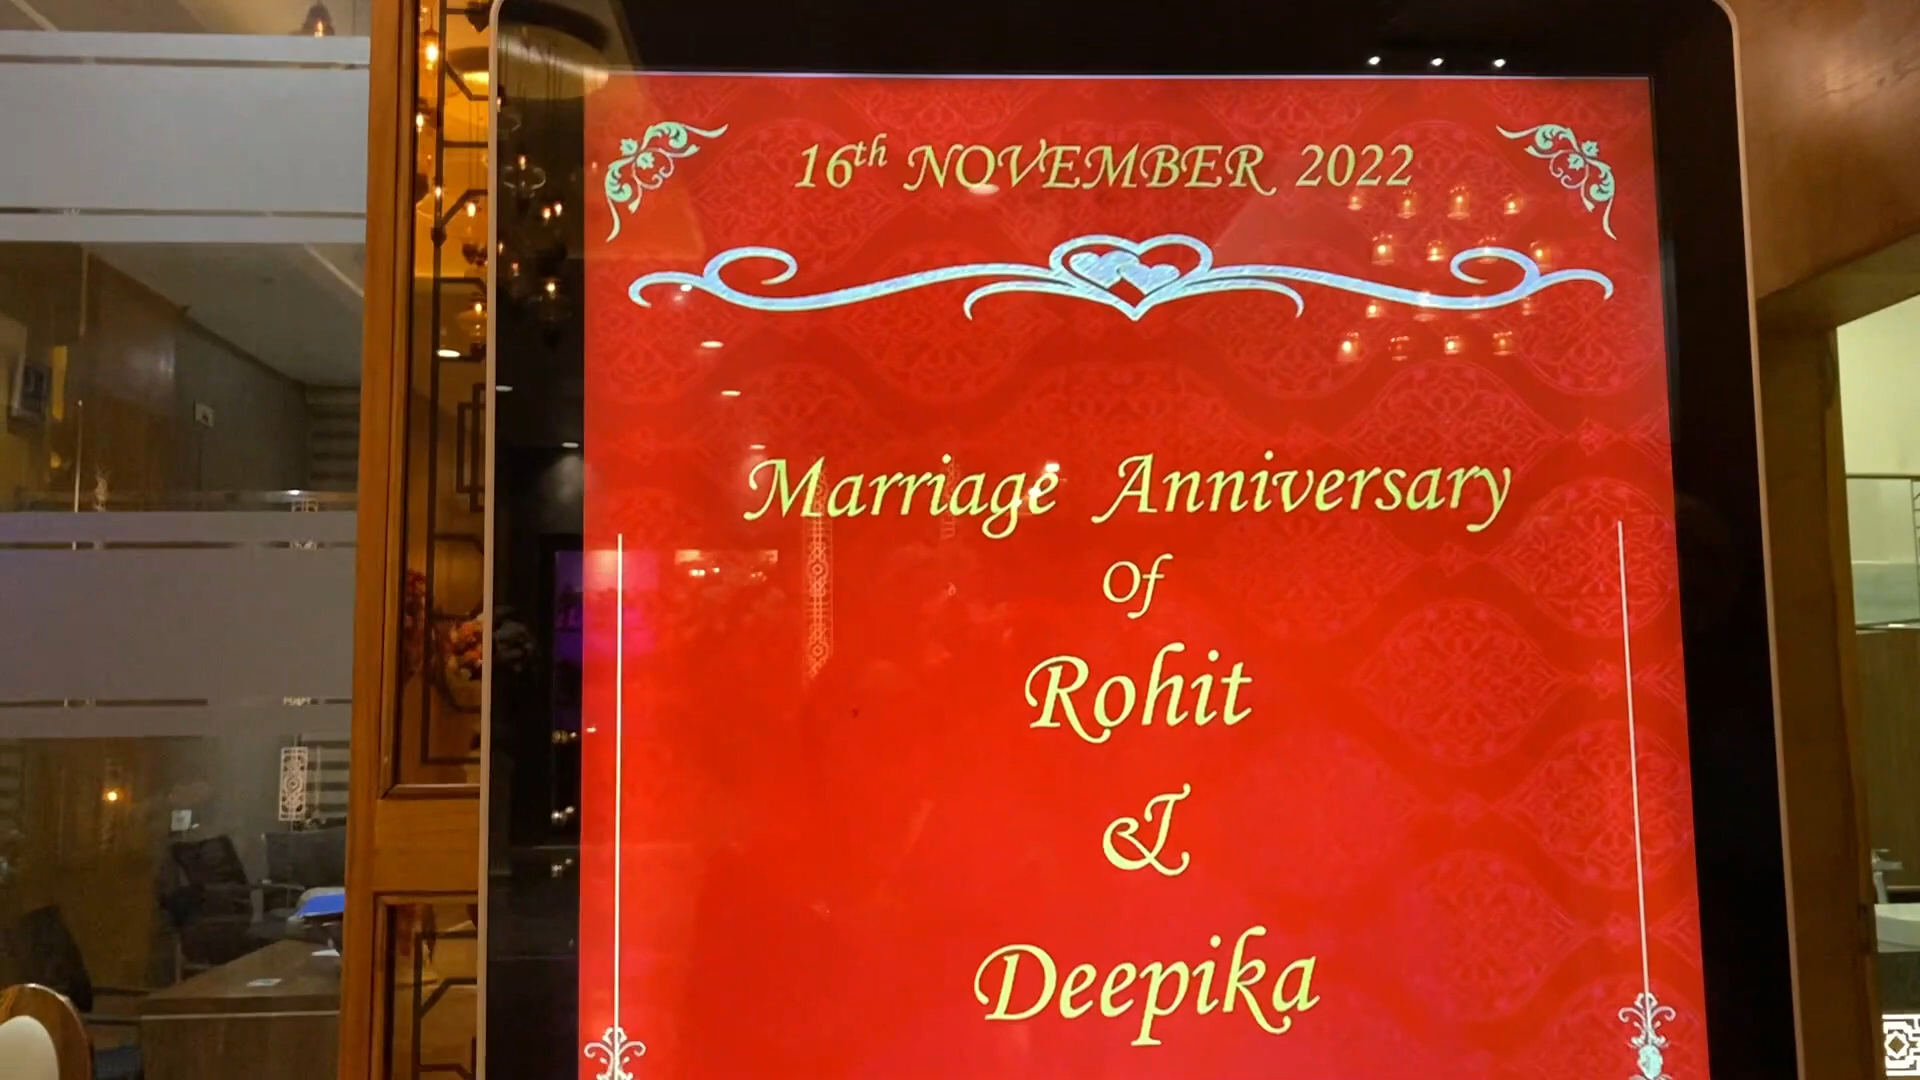 16th NOVEMBER 2022
Marriage Anniversary
Of
Rohit
&
Deepika